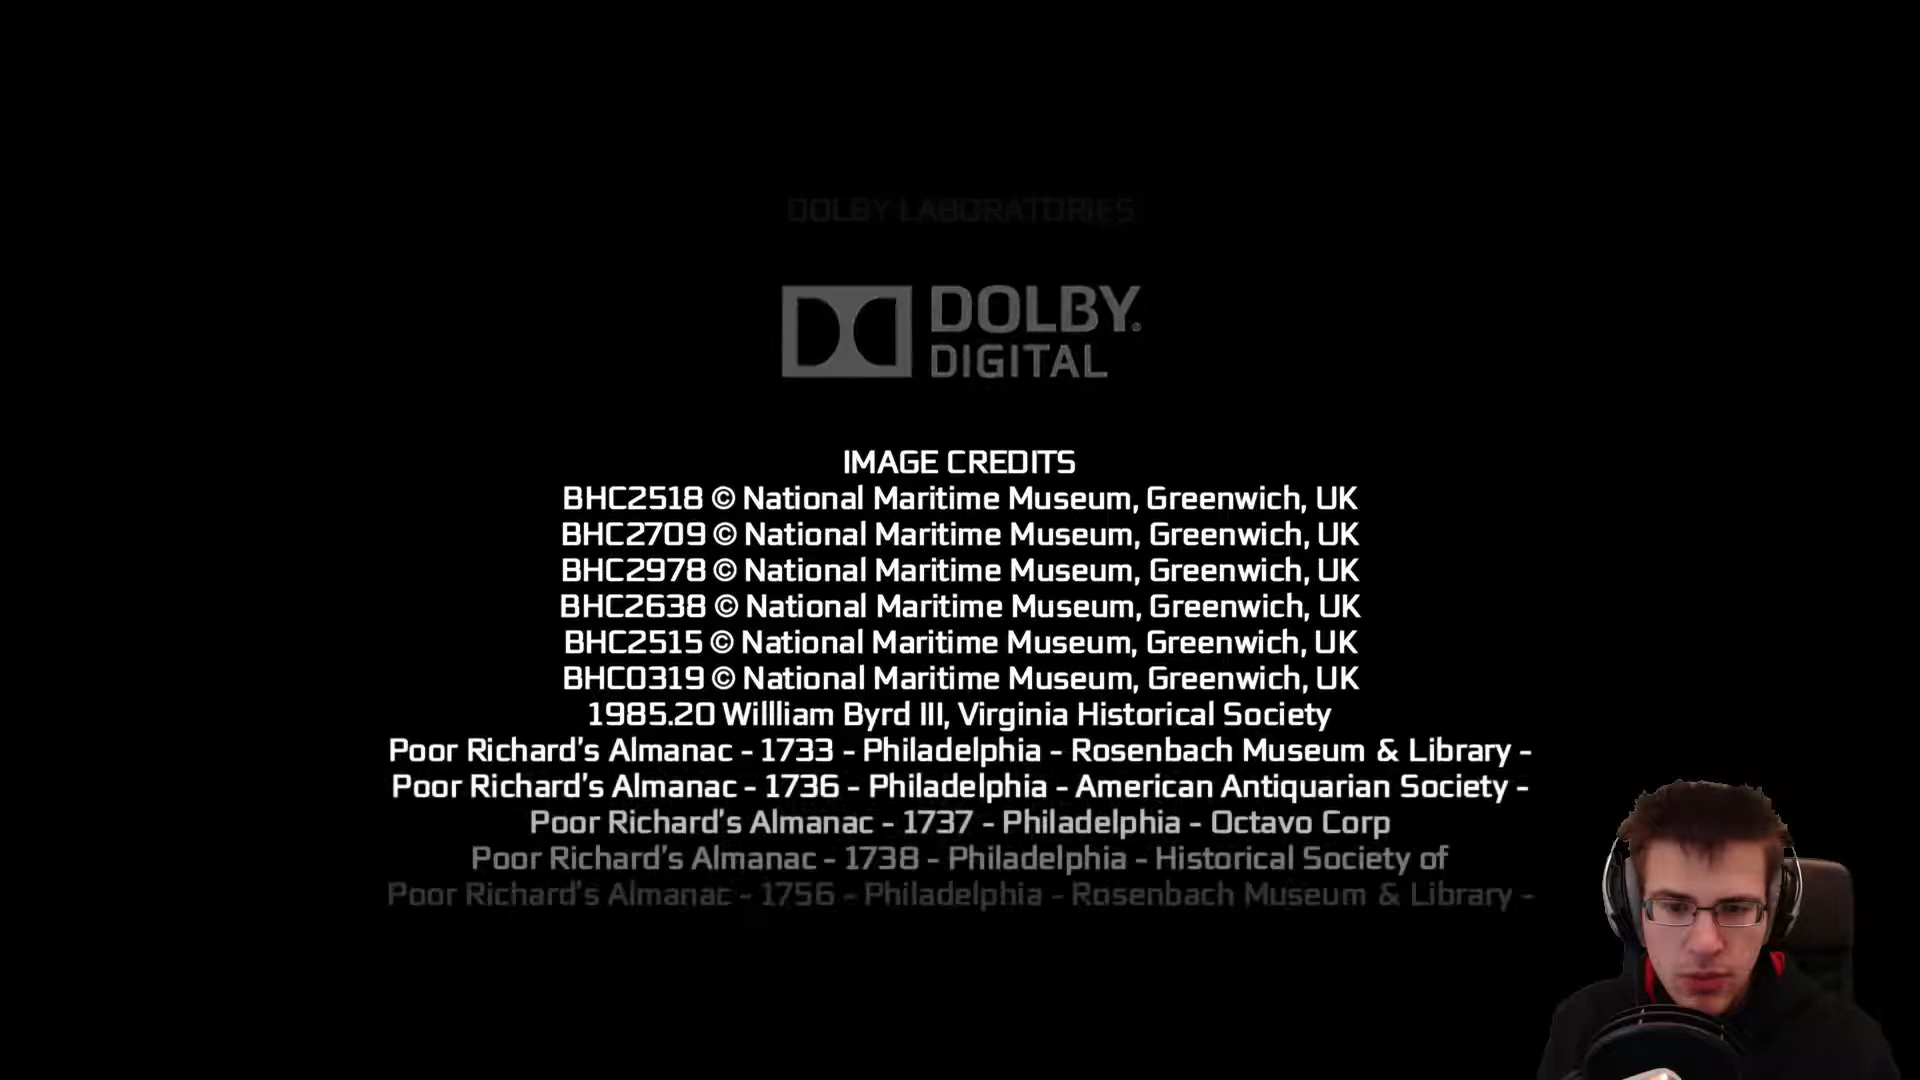 DOLBY LABORATORIES
DOLBY®
DIGITAL
IMAGE CREDITS
BHC2518 © National Maritime Museum, Greenwich, UK
BHC2709 © National Maritime Museum, Greenwich, UK
BHC2978 © National Maritime Museum, Greenwich, UK
BHC2638 © National Maritime Museum, Greenwich, UK
BHC2515 © National Maritime Museum, Greenwich, UK
BHC0319 © National Maritime Museum, Greenwich, UK
1985.20 Willliam Byrd III, Virginia Historical Society
Poor Richard's Almanac - 1733 - Philadelphia - Rosenbach Museum & Library -
Poor Richard's Almanac - 1736 - Philadelphia - American Antiquarian Society -
Poor Richard's Almanac - 1737 - Philadelphia - Octavo Corp
Poor Richard's Almanac - 1738 - Philadelphia - Historical Society of
Poor Richard's Almanac - 1756 - Philadelphia - Rosenbach Museum & Library -